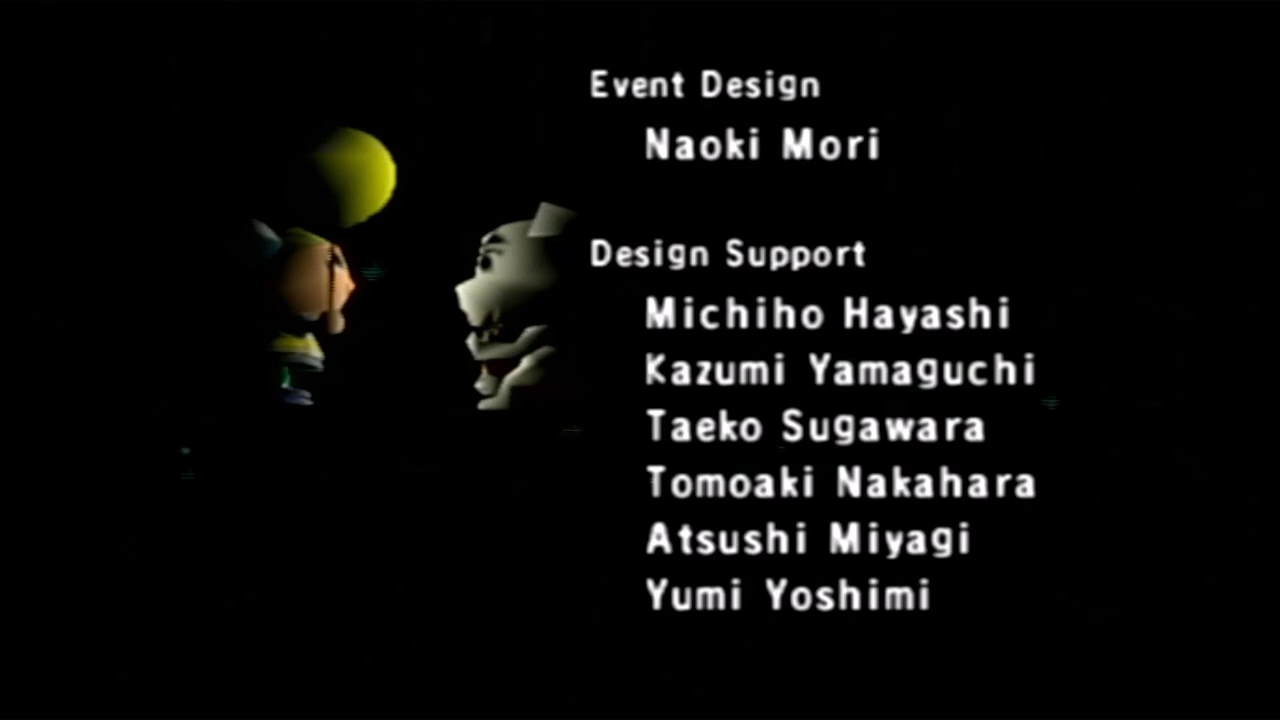 Event Design
Naoki Mori
Design Support
Michiho Hayashi
Kazumi Yamaguchi
Taeko Sugawara
Tomoaki Nakahara
Atsushi Miyagi
Yumi Yoshimi